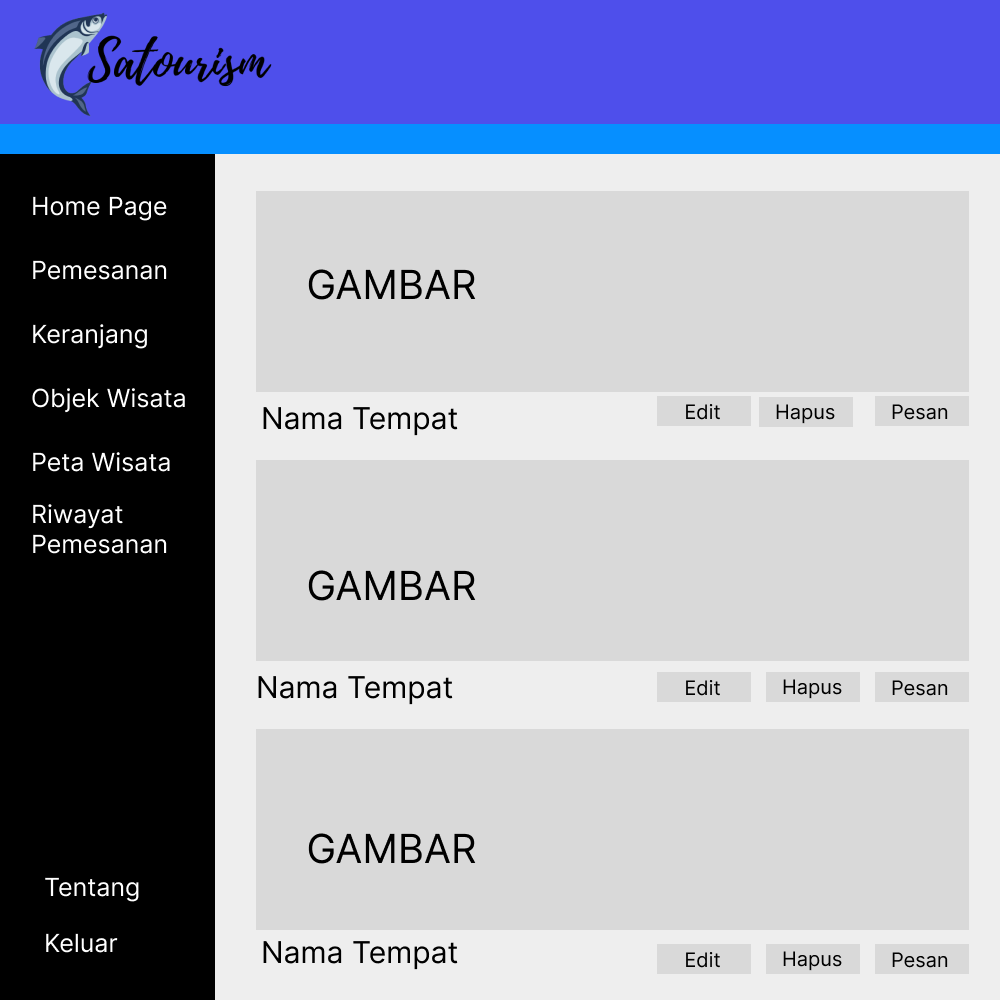 Satourism
Home Page
Pemesanan
Keranjang
Objek Wisata
Peta Wisata
Riwayat
Pemesanan
Tentang
Keluar
GAMBAR
Nama Tempat
Edit
Hapus
Pesan
GAMBAR
Nama Tempat
Edit
Hapus
Pesan
GAMBAR
Nama Tempat
Edit
Hapus
Pesan